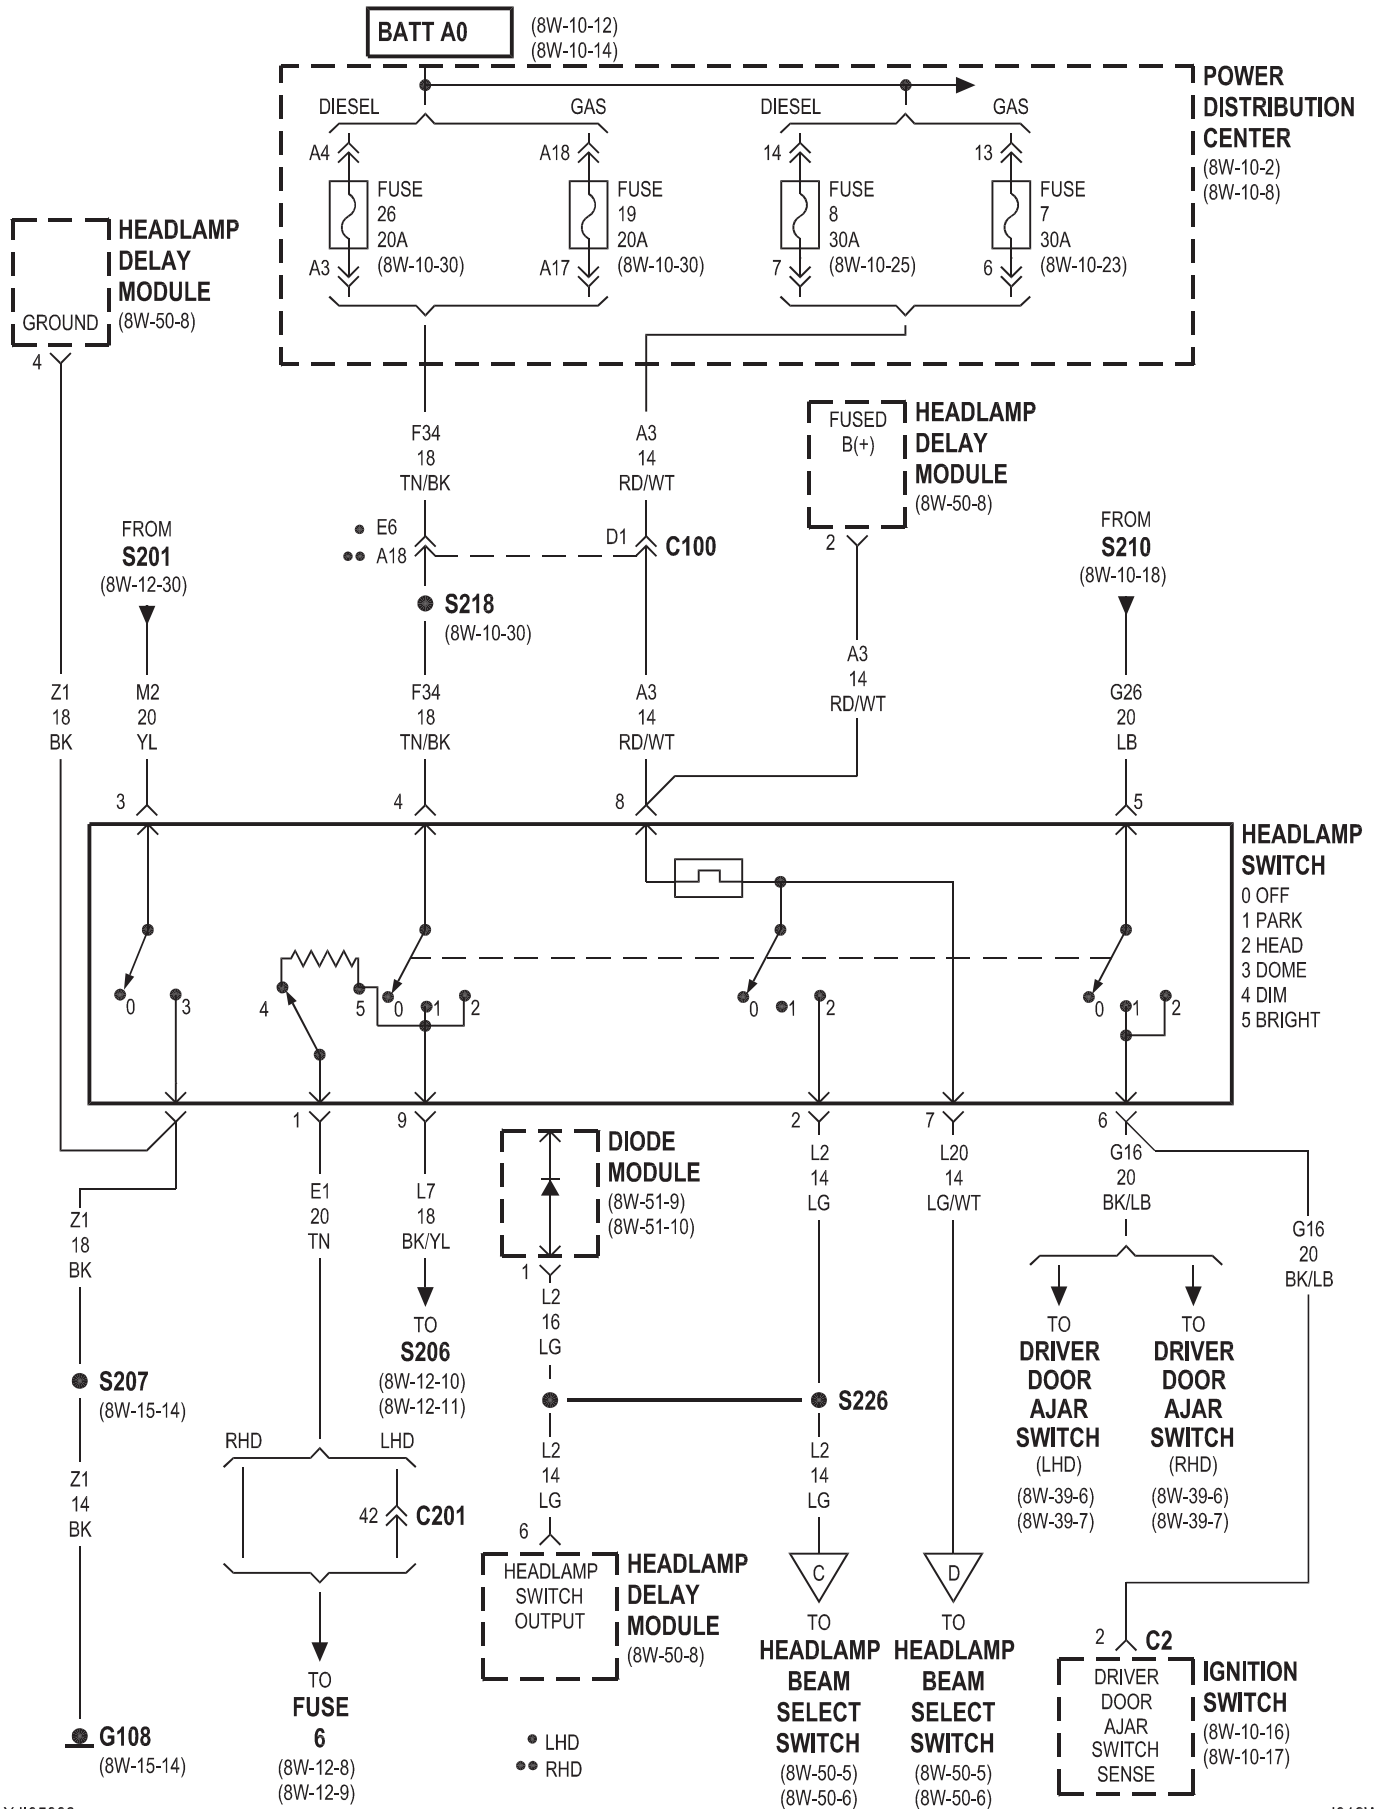 BATT A0
(8W-10-12)
(8W-10-14)
POWER
DISTRIBUTION
CENTER
(8W-10-2)
(8W-10-8)
DIESEL
GAS
DIESEL
GAS
A4
A18
14
13
FUSE
26
20A
(8W-10-30)
FUSE
19
20A
(8W-10-30)
FUSE
8
30A
(8W-10-25)
FUSE
7
30A
(8W-10-23)
A3
A17
7
6
HEADLAMP
DELAY
MODULE
(8W-50-8)
GROUND
4
F34
18
TN/BK
A3
14
RD/WT
FUSED
B(+)
HEADLAMP
DELAY
MODULE
(8W-50-8)
2
E6
A18
D1
C100
FROM
S201
(8W-12-30)
FROM
S210
(8W-10-18)
S218
(8W-10-30)
A3
14
RD/WT
Z1
18
BK
M2
20
YL
F34
18
TN/BK
A3
14
RD/WT
G26
20
LB
3
4
8
5
HEADLAMP
SWITCH
0 OFF
1 PARK
2 HEAD
3 DOME
4 DIM
5 BRIGHT
0
3
4
5
0
1
2
0
1
2
0
1
2
1
9
2
7
6
DIODE
MODULE
(8W-51-9)
(8W-51-10)
1
E1
20
TN
L7
18
BK/YL
L2
14
LG
L20
14
LG/WT
G16
20
BK/LB
Z1
18
BK
G16
20
BK/LB
TO
S206
(8W-12-10)
(8W-12-11)
L2
16
LG
TO
DRIVER
DOOR
AJAR
SWITCH
(LHD)
(8W-39-6)
(8W-39-7)
TO
DRIVER
DOOR
AJAR
SWITCH
(RHD)
(8W-39-6)
(8W-39-7)
S207
(8W-15-14)
S226
RHD
LHD
42
C201
Z1
14
BK
L2
14
LG
L2
14
LG
6
HEADLAMP
SWITCH
OUTPUT
HEADLAMP
DELAY
MODULE
(8W-50-8)
C
D
TO
HEADLAMP
BEAM
SELECT
SWITCH
(8W-50-5)
(8W-50-6)
TO
HEADLAMP
BEAM
SELECT
SWITCH
(8W-50-5)
(8W-50-6)
2
C2
DRIVER
DOOR
AJAR
SWITCH
SENSE
IGNITION
SWITCH
(8W-10-16)
(8W-10-17)
TO
FUSE
6
(8W-12-8)
(8W-12-9)
G108
(8W-15-14)
LHD
RHD